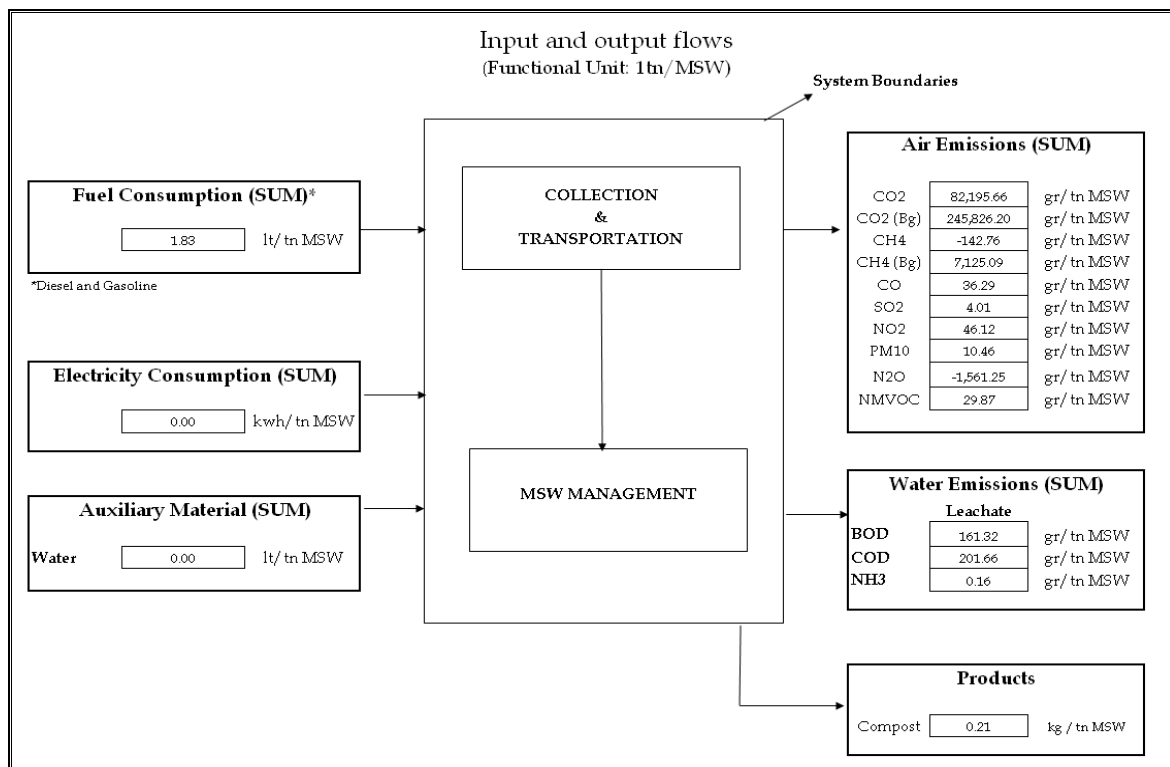 Input and output flows
(Functional Unit: 1tn/MSW)
System Boundaries
Fuel Consumption (SUM)*
1.83 lt/tn MSW
*Diesel and Gasoline
Electricity Consumption (SUM)
0.00 kwh/tn MSW
Auxiliary Material (SUM)
Water 0.00 lt/tn MSW
COLLECTION
&
TRANSPORTATION
MSW MANAGEMENT
Air Emissions (SUM)
CO2 82,195.66 gr/tn MSW
CO2 (Bg) 245,826.20 gr/tn MSW
CH4 -142.76 gr/tn MSW
CH4 (Bg) 7,125.09 gr/tn MSW
CO 36.29 gr/tn MSW
SO2 4.01 gr/tn MSW
NO2 46.12 gr/tn MSW
PM10 10.46 gr/tn MSW
N2O -1,561.25 gr/tn MSW
NMVOC 29.87 gr/tn MSW
Water Emissions (SUM)
Leachate
BOD 161.32 gr/tn MSW
COD 201.66 gr/tn MSW
NH3 0.16 gr/tn MSW
Products
Compost 0.21 kg / tn MSW